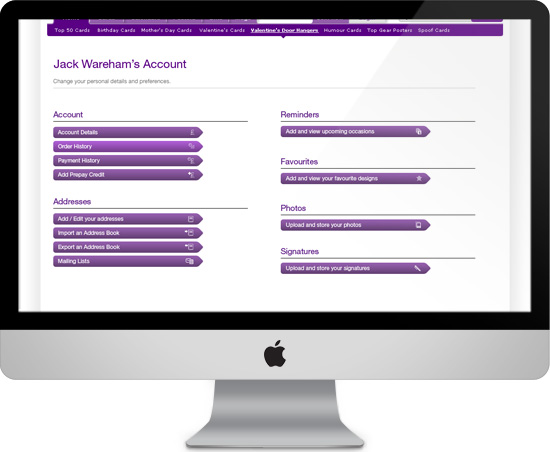 Top 50 Cards Birthday Cards Mother's Day Cards Valentine's Cards Valentine's Door Hangers Humour Cards Top Gear Posters Spoof Cards
Jack Wareham's Account
Change your personal details and preferences.
Account
Account Details
Order History
Payment History
Add Prepay Credit
Addresses
Add / Edit your addresses
Import an Address Book
Export an Address Book
Mailing Lists
Reminders
Add and view upcoming occasions
Favourites
Add and view your favourite designs
Photos
Upload and store your photos
Signatures
Upload and store your signatures